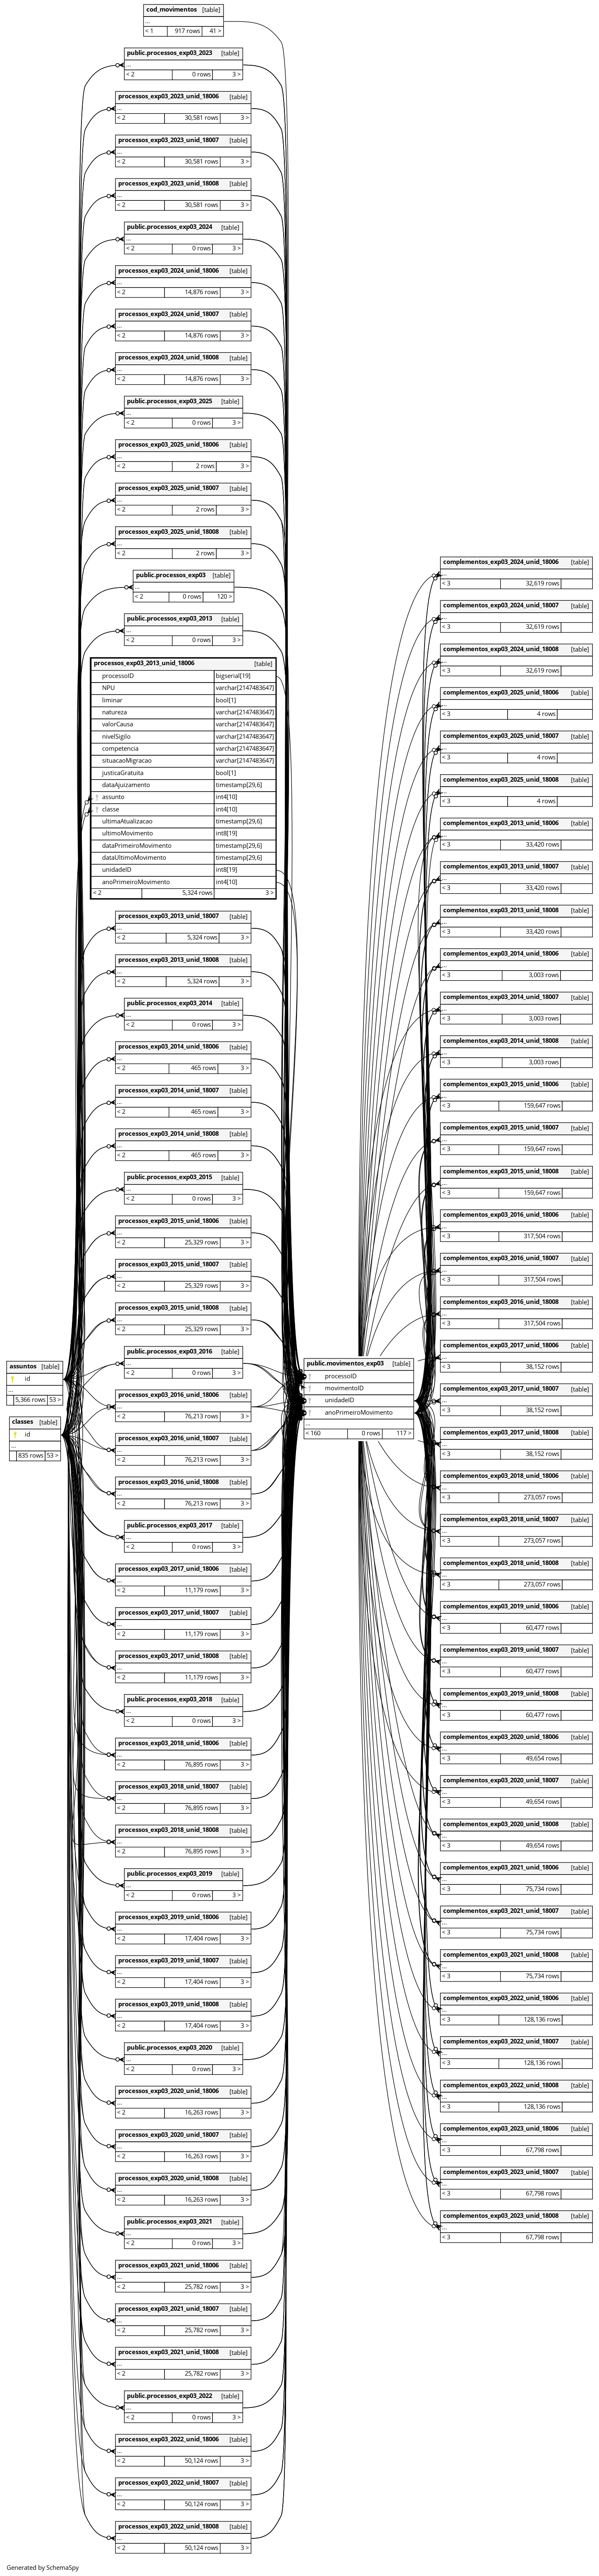 cod_movimentos [table]
...
< 1 917 rows 41 >
public.processos_exp03_2023 [table]
...
< 2 0 rows 3 >
processos_exp03_2023_unid_18006 [table]
...
< 2 30,581 rows 3 >
processos_exp03_2023_unid_18007 [table]
...
< 2 30,581 rows 3 >
processos_exp03_2023_unid_18008 [table]
...
< 2 30,581 rows 3 >
public.processos_exp03_2024 [table]
...
< 2 0 rows 3 >
processos_exp03_2024_unid_18006 [table]
...
< 2 14,876 rows 3 >
processos_exp03_2024_unid_18007 [table]
...
< 2 14,876 rows 3 >
processos_exp03_2024_unid_18008 [table]
...
< 2 14,876 rows 3 >
public.processos_exp03_2025 [table]
...
< 2 0 rows 3 >
processos_exp03_2025_unid_18006 [table]
...
< 2 2 rows 3 >
processos_exp03_2025_unid_18007 [table]
...
< 2 2 rows 3 >
processos_exp03_2025_unid_18008 [table]
...
< 2 2 rows 3 >
public.processos_exp03 [table]
...
< 2 0 rows 120 >
public.processos_exp03_2013 [table]
...
< 2 0 rows 3 >
processos_exp03_2013_unid_18006 [table]
processoID bigserial[19]
NPU varchar[2147483647]
liminar bool[1]
natureza varchar[2147483647]
valorCausa varchar[2147483647]
nivelSigilo varchar[2147483647]
competencia varchar[2147483647]
situacaoMigracao varchar[2147483647]
justicaGratuita bool[1]
dataAjuizamento timestamp[29,6]
assunto int4[10]
classe int4[10]
ultimaAtualizacao timestamp[29,6]
ultimoMovimento int8[19]
dataPrimeiroMovimento timestamp[29,6]
dataUltimoMovimento timestamp[29,6]
unidadeID int8[19]
anoPrimeiroMovimento int4[10]
< 2 5,324 rows 3 >
processos_exp03_2013_unid_18007 [table]
...
< 2 5,324 rows 3 >
processos_exp03_2013_unid_18008 [table]
...
< 2 5,324 rows 3 >
public.processos_exp03_2014 [table]
...
< 2 0 rows 3 >
processos_exp03_2014_unid_18006 [table]
...
< 2 465 rows 3 >
processos_exp03_2014_unid_18007 [table]
...
< 2 465 rows 3 >
processos_exp03_2014_unid_18008 [table]
...
< 2 465 rows 3 >
public.processos_exp03_2015 [table]
...
< 2 0 rows 3 >
processos_exp03_2015_unid_18006 [table]
...
< 2 25,329 rows 3 >
processos_exp03_2015_unid_18007 [table]
...
< 2 25,329 rows 3 >
processos_exp03_2015_unid_18008 [table]
...
< 2 25,329 rows 3 >
public.processos_exp03_2016 [table]
...
< 2 0 rows 3 >
processos_exp03_2016_unid_18006 [table]
...
< 2 76,213 rows 3 >
processos_exp03_2016_unid_18007 [table]
...
< 2 76,213 rows 3 >
processos_exp03_2016_unid_18008 [table]
...
< 2 76,213 rows 3 >
public.processos_exp03_2017 [table]
...
< 2 0 rows 3 >
processos_exp03_2017_unid_18006 [table]
...
< 2 11,179 rows 3 >
processos_exp03_2017_unid_18007 [table]
...
< 2 11,179 rows 3 >
processos_exp03_2017_unid_18008 [table]
...
< 2 11,179 rows 3 >
public.processos_exp03_2018 [table]
...
< 2 0 rows 3 >
processos_exp03_2018_unid_18006 [table]
...
< 2 76,895 rows 3 >
processos_exp03_2018_unid_18007 [table]
...
< 2 76,895 rows 3 >
processos_exp03_2018_unid_18008 [table]
...
< 2 76,895 rows 3 >
public.processos_exp03_2019 [table]
...
< 2 0 rows 3 >
processos_exp03_2019_unid_18006 [table]
...
< 2 17,404 rows 3 >
processos_exp03_2019_unid_18007 [table]
...
< 2 17,404 rows 3 >
processos_exp03_2019_unid_18008 [table]
...
< 2 17,404 rows 3 >
public.processos_exp03_2020 [table]
...
< 2 0 rows 3 >
processos_exp03_2020_unid_18006 [table]
...
< 2 16,263 rows 3 >
processos_exp03_2020_unid_18007 [table]
...
< 2 16,263 rows 3 >
processos_exp03_2020_unid_18008 [table]
...
< 2 16,263 rows 3 >
public.processos_exp03_2021 [table]
...
< 2 0 rows 3 >
processos_exp03_2021_unid_18006 [table]
...
< 2 25,782 rows 3 >
processos_exp03_2021_unid_18007 [table]
...
< 2 25,782 rows 3 >
processos_exp03_2021_unid_18008 [table]
...
< 2 25,782 rows 3 >
public.processos_exp03_2022 [table]
...
< 2 0 rows 3 >
processos_exp03_2022_unid_18006 [table]
...
< 2 50,124 rows 3 >
processos_exp03_2022_unid_18007 [table]
...
< 2 50,124 rows 3 >
processos_exp03_2022_unid_18008 [table]
...
< 2 50,124 rows 3 >
assuntos [table]
id
...
5,366 rows 53 >
classes [table]
id
...
835 rows 53 >
public.movimentos_exp03 [table]
processoID
movimentoID
unidadeID
anoPrimeiroMovimento
...
< 160 0 rows 117 >
complementos_exp03_2024_unid_18006 [table]
...
< 3 32,619 rows
complementos_exp03_2024_unid_18007 [table]
...
< 3 32,619 rows
complementos_exp03_2024_unid_18008 [table]
...
< 3 32,619 rows
complementos_exp03_2025_unid_18006 [table]
...
< 3 4 rows
complementos_exp03_2025_unid_18007 [table]
...
< 3 4 rows
complementos_exp03_2025_unid_18008 [table]
...
< 3 4 rows
complementos_exp03_2013_unid_18006 [table]
...
< 3 33,420 rows
complementos_exp03_2013_unid_18007 [table]
...
< 3 33,420 rows
complementos_exp03_2013_unid_18008 [table]
...
< 3 33,420 rows
complementos_exp03_2014_unid_18006 [table]
...
< 3 3,003 rows
complementos_exp03_2014_unid_18007 [table]
...
< 3 3,003 rows
complementos_exp03_2014_unid_18008 [table]
...
< 3 3,003 rows
complementos_exp03_2015_unid_18006 [table]
...
< 3 159,647 rows
complementos_exp03_2015_unid_18007 [table]
...
< 3 159,647 rows
complementos_exp03_2015_unid_18008 [table]
...
< 3 159,647 rows
complementos_exp03_2016_unid_18006 [table]
...
< 3 317,504 rows
complementos_exp03_2016_unid_18007 [table]
...
< 3 317,504 rows
complementos_exp03_2016_unid_18008 [table]
...
< 3 317,504 rows
complementos_exp03_2017_unid_18006 [table]
...
< 3 38,152 rows
complementos_exp03_2017_unid_18007 [table]
...
< 3 38,152 rows
complementos_exp03_2017_unid_18008 [table]
...
< 3 38,152 rows
complementos_exp03_2018_unid_18006 [table]
...
< 3 273,057 rows
complementos_exp03_2018_unid_18007 [table]
...
< 3 273,057 rows
complementos_exp03_2018_unid_18008 [table]
...
< 3 273,057 rows
complementos_exp03_2019_unid_18006 [table]
...
< 3 60,477 rows
complementos_exp03_2019_unid_18007 [table]
...
< 3 60,477 rows
complementos_exp03_2019_unid_18008 [table]
...
< 3 60,477 rows
complementos_exp03_2020_unid_18006 [table]
...
< 3 49,654 rows
complementos_exp03_2020_unid_18007 [table]
...
< 3 49,654 rows
complementos_exp03_2020_unid_18008 [table]
...
< 3 49,654 rows
complementos_exp03_2021_unid_18006 [table]
...
< 3 75,734 rows
complementos_exp03_2021_unid_18007 [table]
...
< 3 75,734 rows
complementos_exp03_2021_unid_18008 [table]
...
< 3 75,734 rows
complementos_exp03_2022_unid_18006 [table]
...
< 3 128,136 rows
complementos_exp03_2022_unid_18007 [table]
...
< 3 128,136 rows
complementos_exp03_2022_unid_18008 [table]
...
< 3 128,136 rows
complementos_exp03_2023_unid_18006 [table]
...
< 3 67,798 rows
complementos_exp03_2023_unid_18007 [table]
...
< 3 67,798 rows
complementos_exp03_2023_unid_18008 [table]
...
< 3 67,798 rows
Generated by SchemaSpy